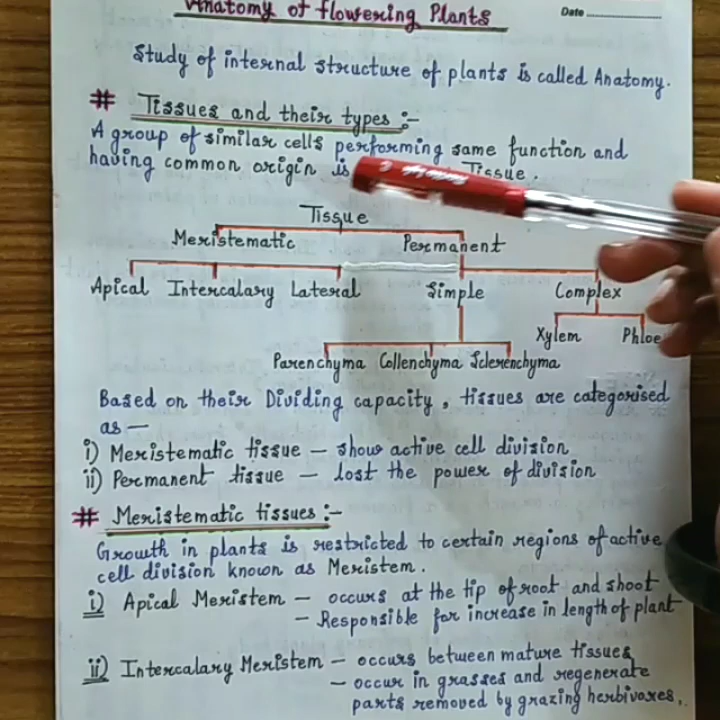 Anatomy of flowering Plants
Date
Study of internal structure of plants is called Anatomy.
# Tissues and their types :-
A group of similar cells performing same function and
having common origin is Tissue.
Tissue
Meristematic Permanent
Apical Intercalary Lateral Simple Complex
Xylem Phloe
Parenchyma Collenchyma Sclerenchyma
Based on their Dividing capacity, tissues are categorised
as —
i) Meristematic tissue — show active cell division
ii) Permanent tissue — lost the power of division
# Meristematic tissues :-
Growth in plants is restricted to certain regions of active
cell division known as Meristem.
i) Apical Meristem — occurs at the tip of root and shoot
— Responsible for increase in length of plant
ii) Intercalary Meristem — occurs between mature tissues
— occur in grasses and regenerate
parts removed by grazing herbivores.